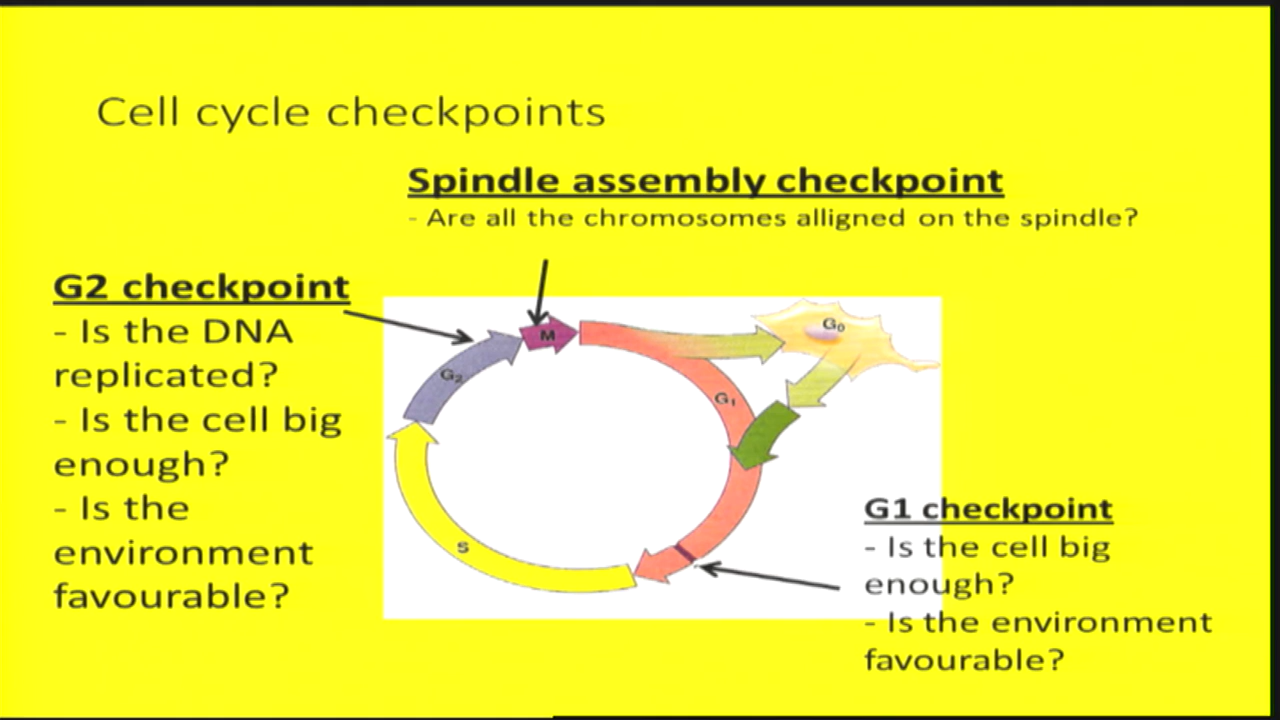 Cell cycle checkpoints
Spindle assembly checkpoint
- Are all the chromosomes alligned on the spindle?
G2 checkpoint
- Is the DNA
replicated?
- Is the cell big
enough?
- Is the
environment
favourable?
M
G₀
G₂
G₁
S
G1 checkpoint
- Is the cell big
enough?
- Is the environment
favourable?